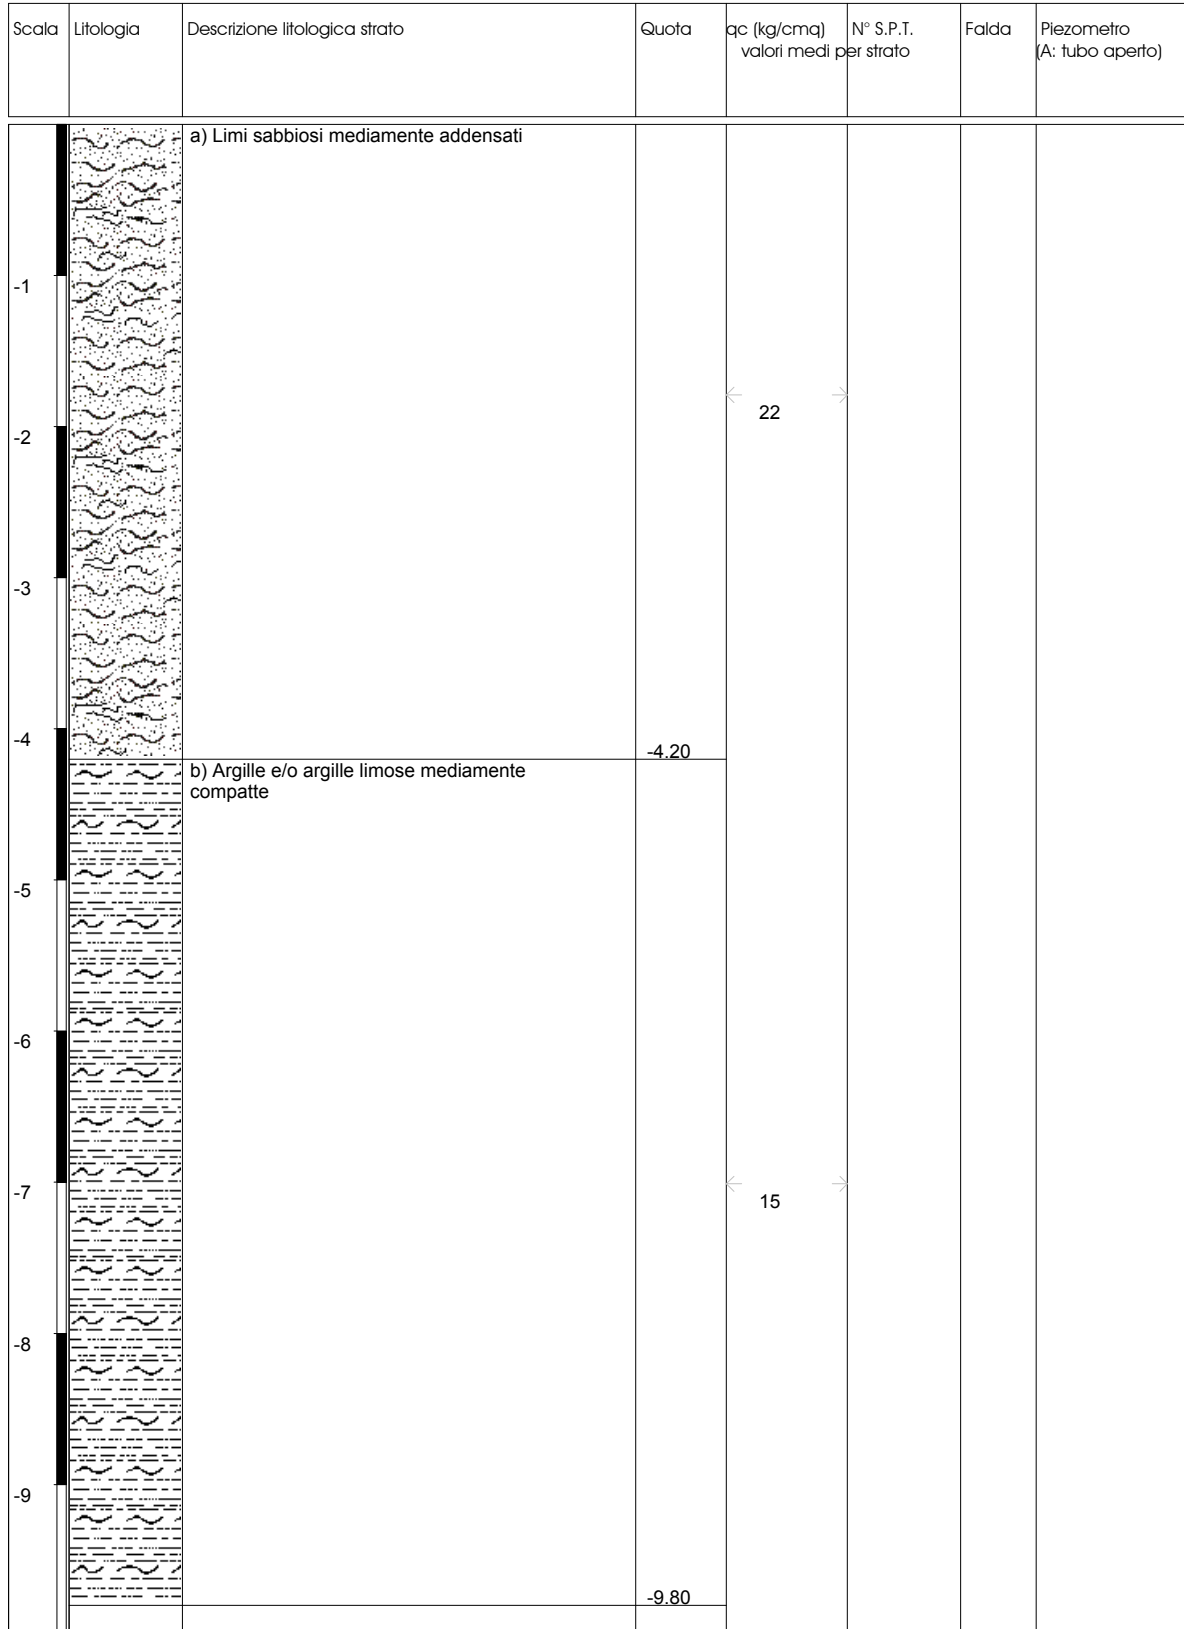 Scala
Litologia
Descrizione litologica strato
Quota
qc (kg/cmq)
N° S.P.T.
valori medi per strato
Falda
Piezometro
(A: tubo aperto)
a) Limi sabbiosi mediamente addensati
-1
22
-2
-3
-4
-4.20
b) Argille e/o argille limose mediamente
compatte
-5
-6
-7
15
-8
-9
-9.80